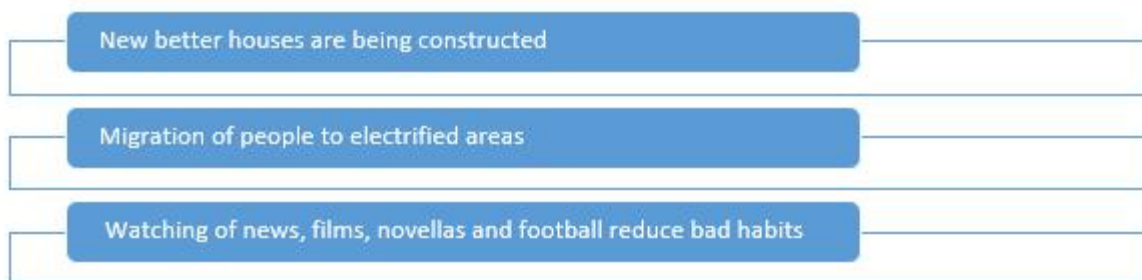 New better houses are being constructed
Migration of people to electrified areas
Watching of news, films, novellas and football reduce bad habits